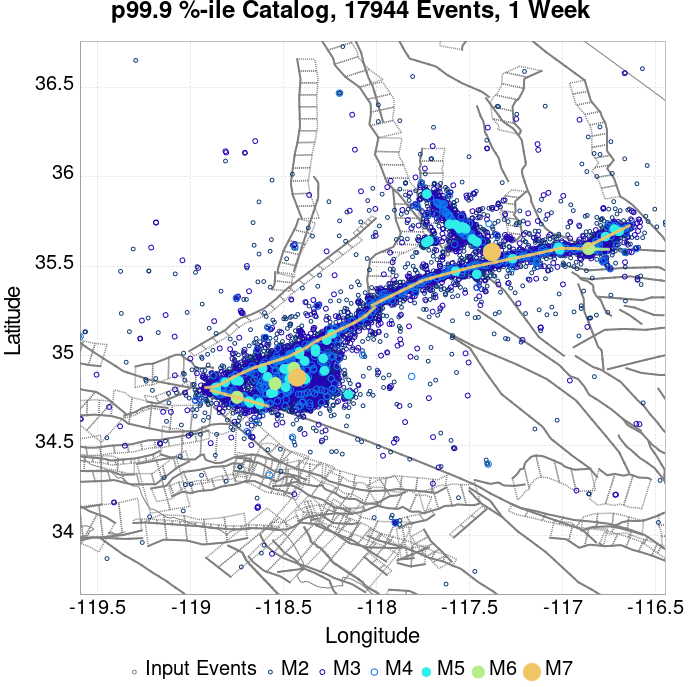 p99.9 %-ile Catalog, 17944 Events, 1 Week
36.5
36
35.5
35
34.5
34
Latitude
-119.5 -119 -118.5 -118 -117.5 -117 -116.5
Longitude
Input Events M2 M3 M4 M5 M6 M7